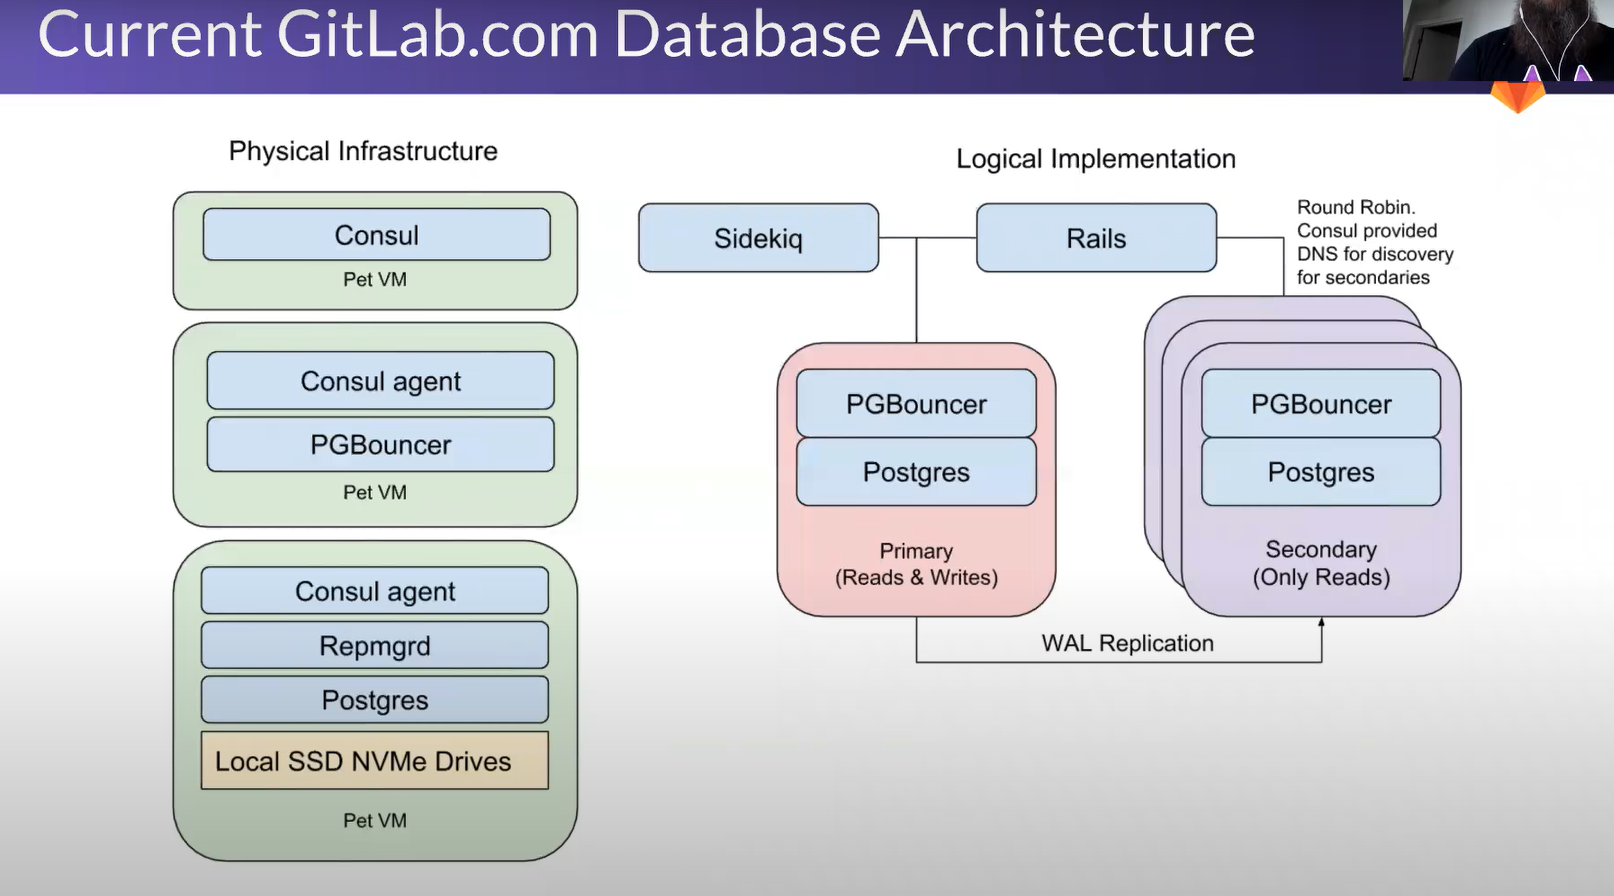 Current GitLab.com Database Architecture
Physical Infrastructure
Consul
Pet VM
Consul agent
PGBouncer
Pet VM
Consul agent
Repmgrd
Postgres
Local SSD NVMe Drives
Pet VM
Logical Implementation
Sidekiq
Rails
Round Robin.
Consul provided
DNS for discovery
for secondaries
PGBouncer
Postgres
Primary
(Reads & Writes)
PGBouncer
Postgres
Secondary
(Only Reads)
WAL Replication